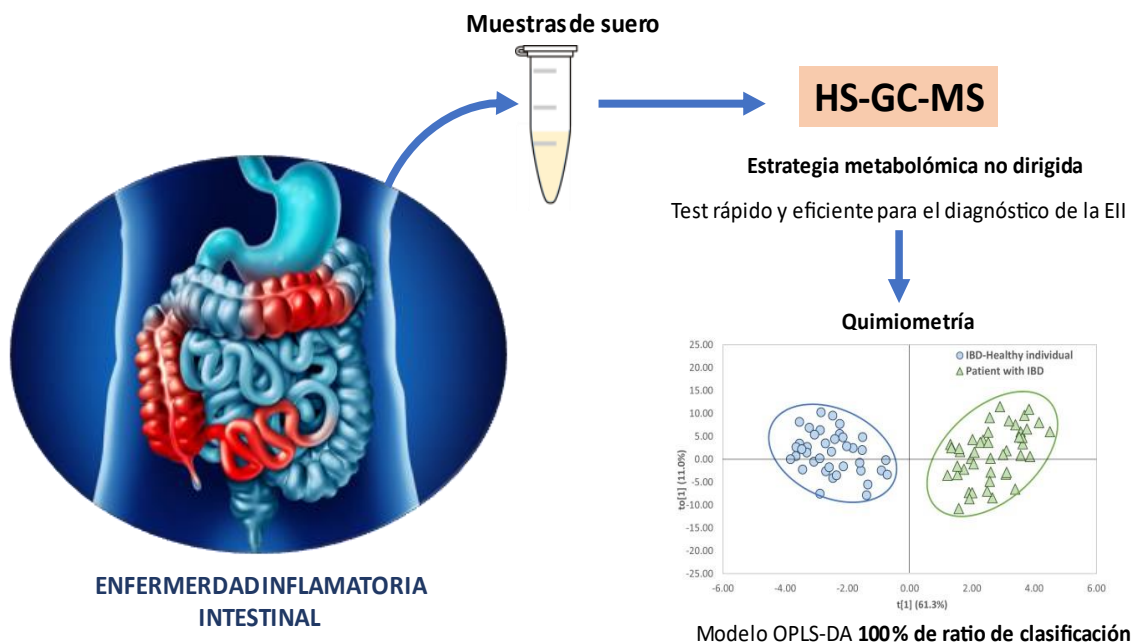 Muestras de suero
HS-GC-MS
Estrategia metabolómica no dirigida
Test rápido y eficiente para el diagnóstico de la EII
Quimiometría
25.00
20.00
15.00
10.00
5.00
0.00
-5.00
-10.00
-15.00
-20.00
-25.00
to[1] (11.0%)
IBD-Healthy individual
Patient with IBD
-6.00 -4.00 -2.00 0.00 2.00 4.00 6.00
t[1] (61.3%)
Modelo OPLS-DA 100% de ratio de clasificación
ENFERMERDAD INFLAMATORIA
INTESTINAL